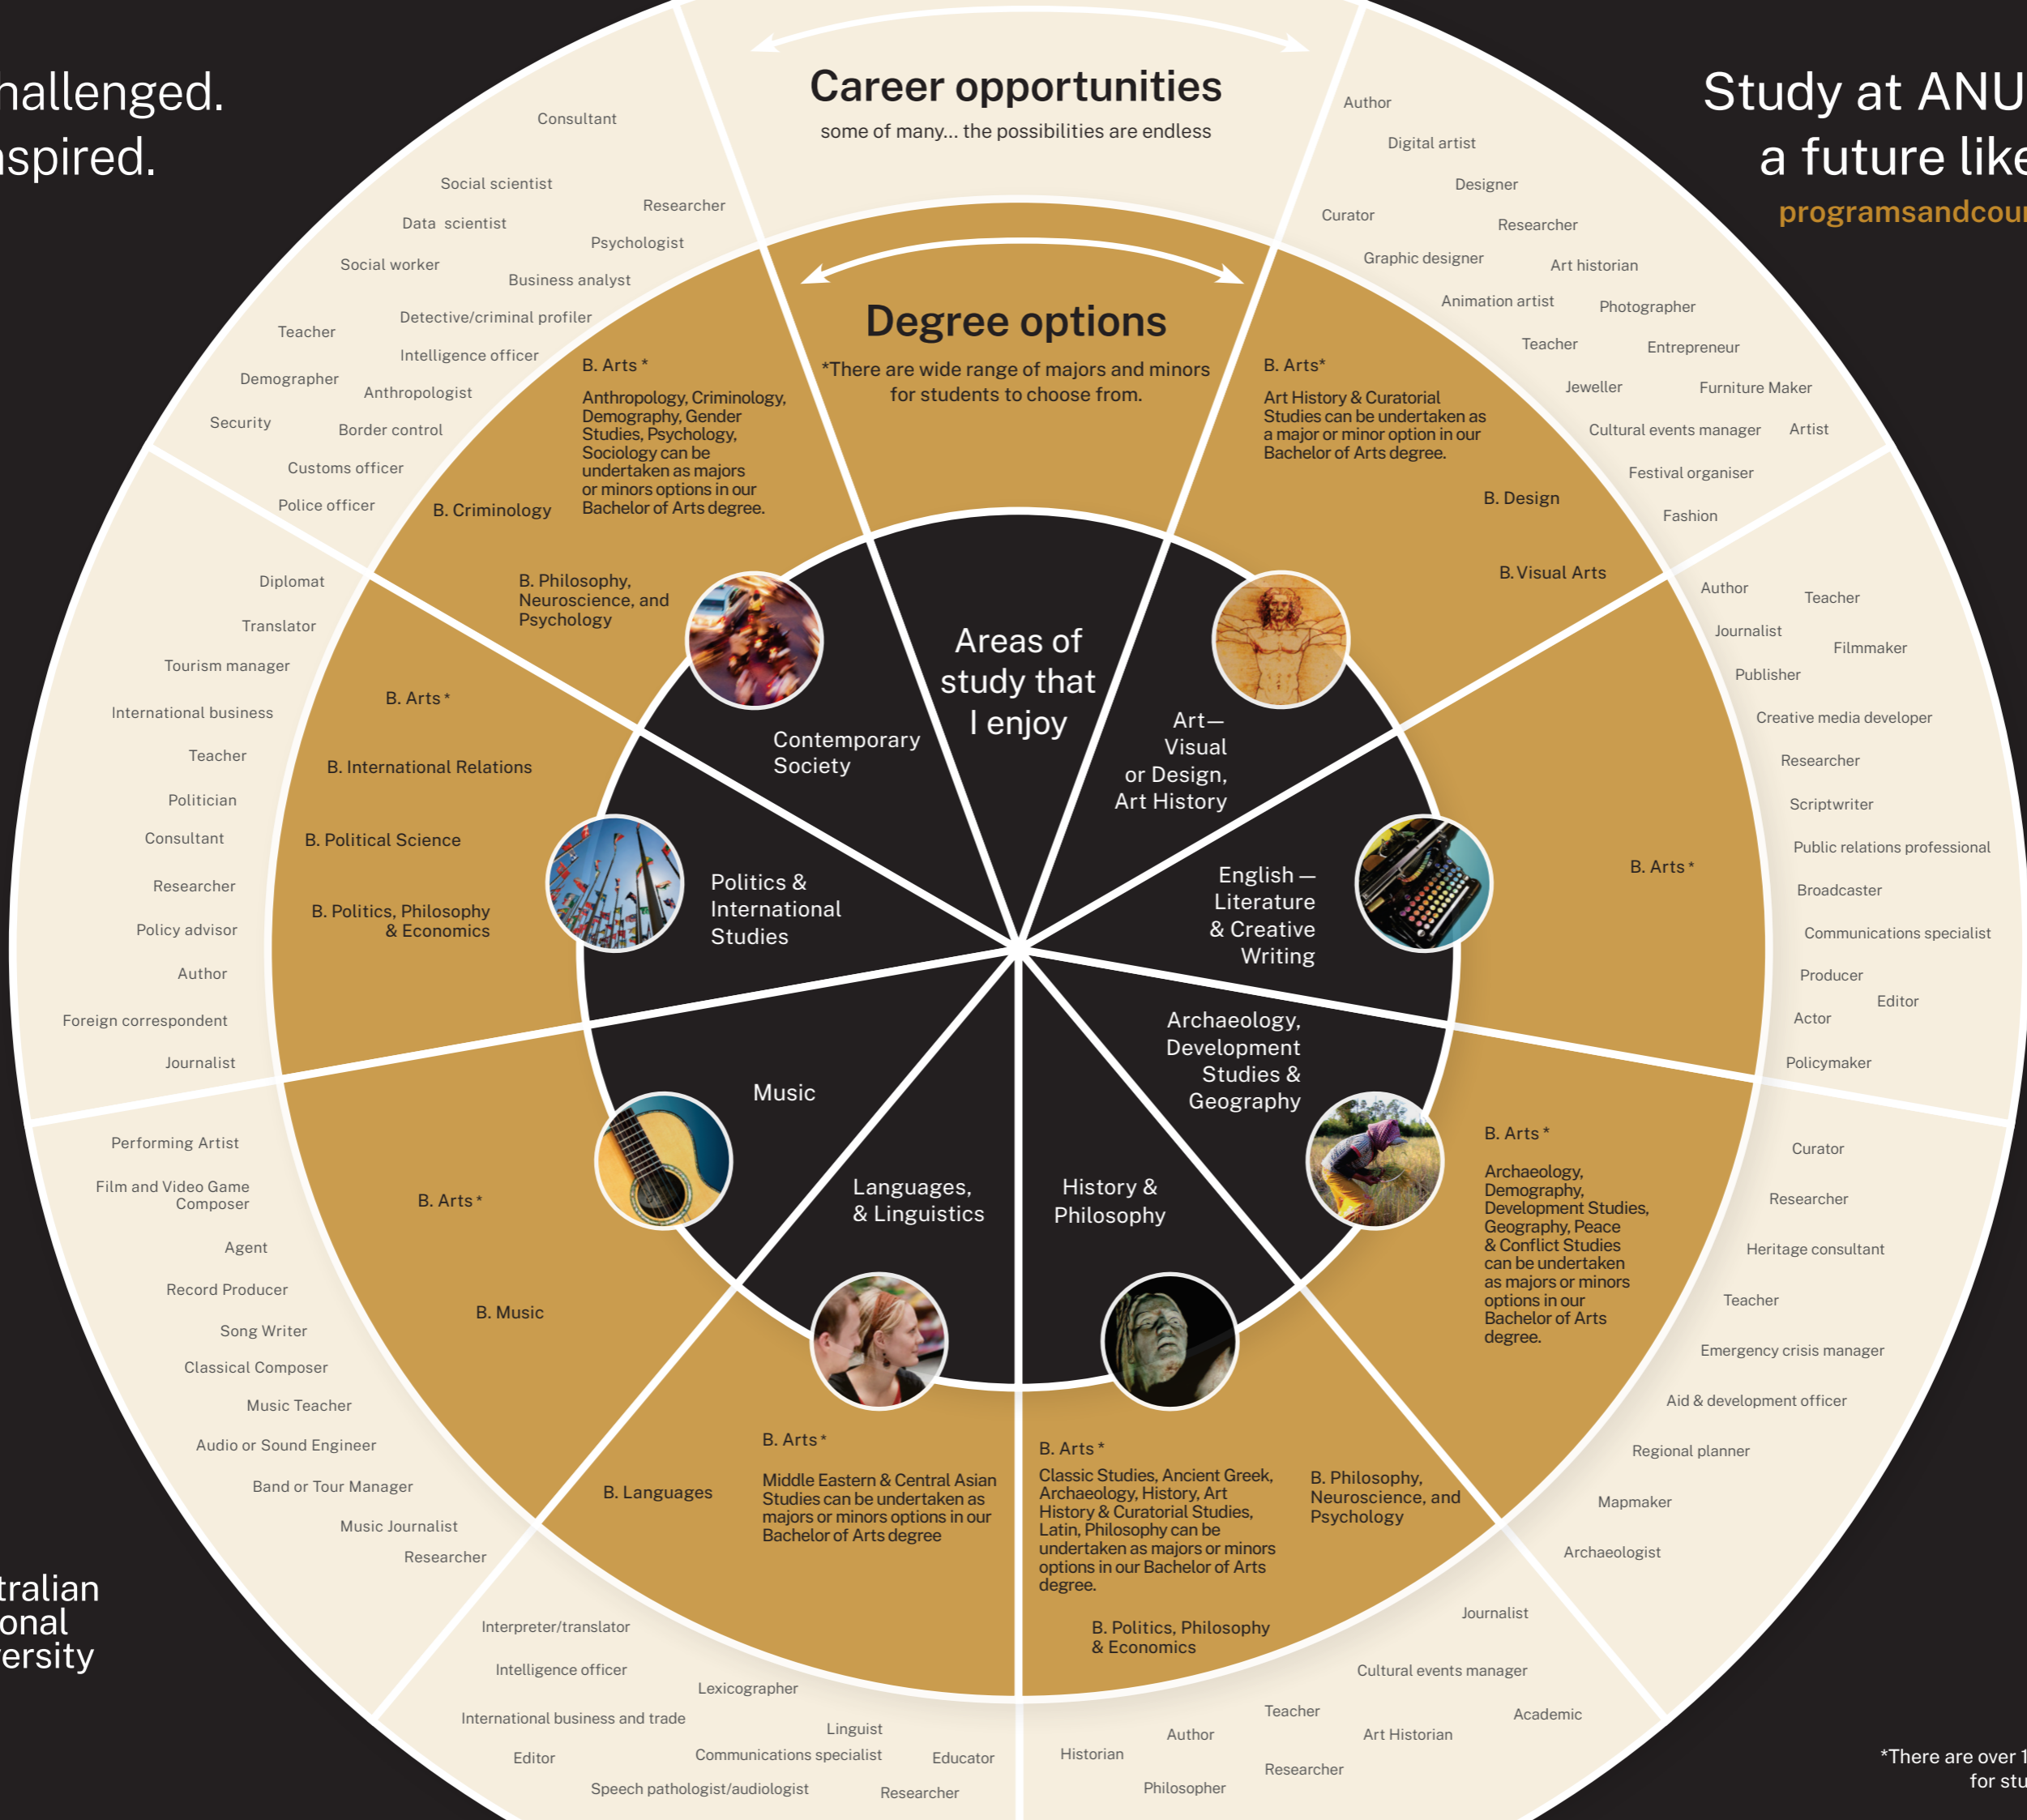 hallenged.
nspired.
Study at ANU
a future like
programsandcour
Career opportunities
some of many... the possibilities are endless
Degree options
*There are wide range of majors and minors
for students to choose from.
Areas of
study that
I enjoy
Author
Digital artist
Designer
Curator
Researcher
Graphic designer
Art historian
Animation artist
Photographer
Teacher
Entrepreneur
Jeweller
Furniture Maker
Cultural events manager
Artist
Festival organiser
Fashion
B. Arts*
Art History & Curatorial
Studies can be undertaken as
a major or minor option in our
Bachelor of Arts degree.
B. Design
B. Visual Arts
Art—
Visual
or Design,
Art History
Author
Teacher
Journalist
Filmmaker
Publisher
Creative media developer
Researcher
Scriptwriter
Public relations professional
Broadcaster
Communications specialist
Producer
Editor
Actor
Policymaker
B. Arts *
English —
Literature
& Creative
Writing
Curator
Researcher
Heritage consultant
Teacher
Emergency crisis manager
Aid & development officer
Regional planner
Mapmaker
Archaeologist
B. Arts *
Archaeology,
Demography,
Development Studies,
Geography, Peace
& Conflict Studies
can be undertaken
as majors or minors
options in our
Bachelor of Arts
degree.
Archaeology,
Development
Studies &
Geography
Journalist
Cultural events manager
Teacher
Academic
Author
Art Historian
Historian
Researcher
Philosopher
B. Arts *
Classic Studies, Ancient Greek,
Archaeology, History, Art
History & Curatorial Studies,
Latin, Philosophy can be
undertaken as majors or minors
options in our Bachelor of Arts
degree.
B. Philosophy,
Neuroscience, and
Psychology
B. Politics, Philosophy
& Economics
History &
Philosophy
Interpreter/translator
Intelligence officer
Lexicographer
International business and trade
Linguist
Editor
Communications specialist
Educator
Speech pathologist/audiologist
Researcher
B. Languages
B. Arts *
Middle Eastern & Central Asian
Studies can be undertaken as
majors or minors options in our
Bachelor of Arts degree
Languages,
& Linguistics
Performing Artist
Film and Video Game
Composer
Agent
Record Producer
Song Writer
Classical Composer
Music Teacher
Audio or Sound Engineer
Band or Tour Manager
Music Journalist
Researcher
B. Arts *
B. Music
Music
Diplomat
Translator
Tourism manager
International business
Teacher
Politician
Consultant
Researcher
Policy advisor
Author
Foreign correspondent
Journalist
B. Arts *
B. International Relations
B. Political Science
B. Politics, Philosophy
& Economics
Politics &
International
Studies
Consultant
Social scientist
Researcher
Data scientist
Psychologist
Social worker
Business analyst
Detective/criminal profiler
Teacher
Intelligence officer
Demographer
Anthropologist
Security
Border control
Customs officer
Police officer
B. Arts *
Anthropology, Criminology,
Demography, Gender
Studies, Psychology,
Sociology can be
undertaken as majors
or minors options in our
Bachelor of Arts degree.
B. Criminology
B. Philosophy,
Neuroscience, and
Psychology
Contemporary
Society
tralian
onal
ersity
*There are over 1
for stu